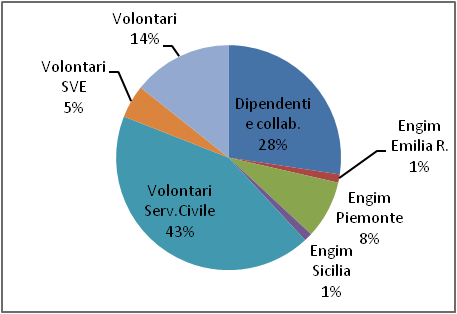 Volontari
14%
Volontari
SVE
5%
Dipendenti
e collab.
28%
Engim
Emilia R.
1%
Engim
Piemonte
8%
Engim
Sicilia
1%
Volontari
Serv.Civile
43%